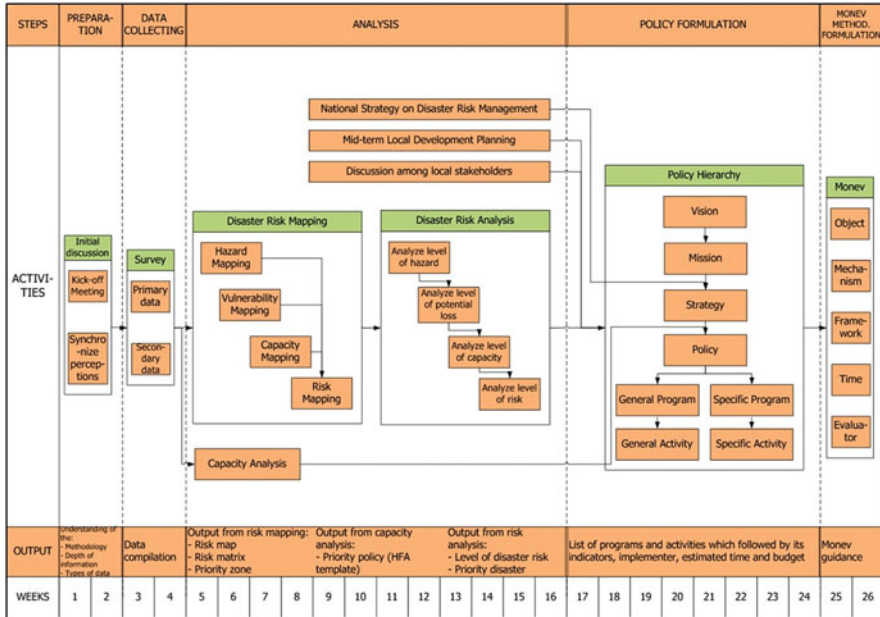 STEPS
PREPARA-
TION
DATA
COLLECTING
ANALYSIS
POLICY FORMULATION
MONEV
METHOD.
FORMULATION
ACTIVI-
TIES
Initial
discussion
Kick-off
Meeting
Synchro-
nize
percep-
tions
Survey
Primary
data
Secon-
dary
data
National Strategy on Disaster Risk Management
Mid-term Local Development Planning
Discussion among local stakeholders
Disaster Risk Mapping
Hazard
Mapping
Vulnerability
Mapping
Capacity
Mapping
Risk
Mapping
Disaster Risk Analysis
Analyze level
of hazard
Analyze level
of potential
loss
Analyze level
of capacity
Analyze level
of risk
Capacity Analysis
Policy Hierarchy
Vision
Mission
Strategy
Policy
General Program
Specific Program
General Activity
Specific Activity
Monev
Object
Mecha-
nism
Frame-
work
Time
Evalua-
tor
OUTPUT
Understanding of
the:
- Methodology
- Depth of
information
- Types of data
Data
compilation
Output from risk mapping:
- Risk map
- Risk matrix
- Priority zone
Output from capacity
analysis:
- Priority policy (HFA
template)
Output from risk
analysis:
- Level of disaster risk
- Priority disaster
List of programs and activities which followed by its
indicators, implementer, estimated time and budget
Monev
guidance
WEEKS 1 2 3 4 5 6 7 8 9 10 11 12 13 14 15 16 17 18 19 20 21 22 23 24 25 26